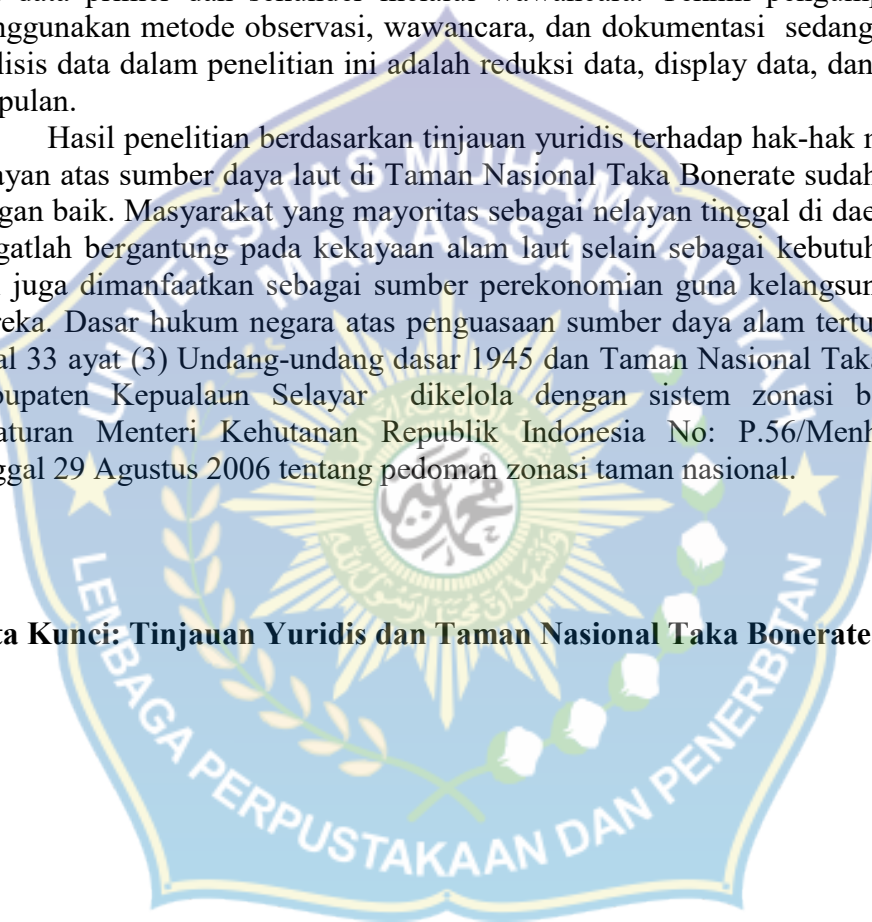 data primer dan sekunder melalui wawancara. Teknik
nggunakan metode observasi, wawancara, dan dokumentasi sedang
lisis data dalam penelitian ini adalah reduksi data, display data, dan
pulan.
Hasil penelitian berdasarkan tinjauan yuridis terhadap hak-hak
ayan atas sumber daya laut di Taman Nasional Taka Bonerate sudah
gan baik. Masyarakat yang mayoritas sebagai nelayan tinggal di dae
gatlah bergantung pada kekayaan alam laut selain sebagai kebutuh
juga dimanfaatkan sebagai sumber perekonomian guna kelangsun
reka. Dasar hukum negara atas penguasaan sumber daya alam tertu
al 33 ayat (3) Undang-undang dasar 1945 dan Taman Nasional Taka
bupaten Kepualaun Selayar dikelola dengan sistem zonasi b
aturan Menteri Kehutanan Republik Indonesia No: P.56/Menh
ggal 29 Agustus 2006 tentang pedoman zonasi taman nasional.
ta Kunci: Tinjauan Yuridis dan Taman Nasional Taka Bonerate
UNIVERSITAS MUHAMMADIYAH
MAKASSAR
LEMBAGA PERPUSTAKAAN DAN PENERBITAN